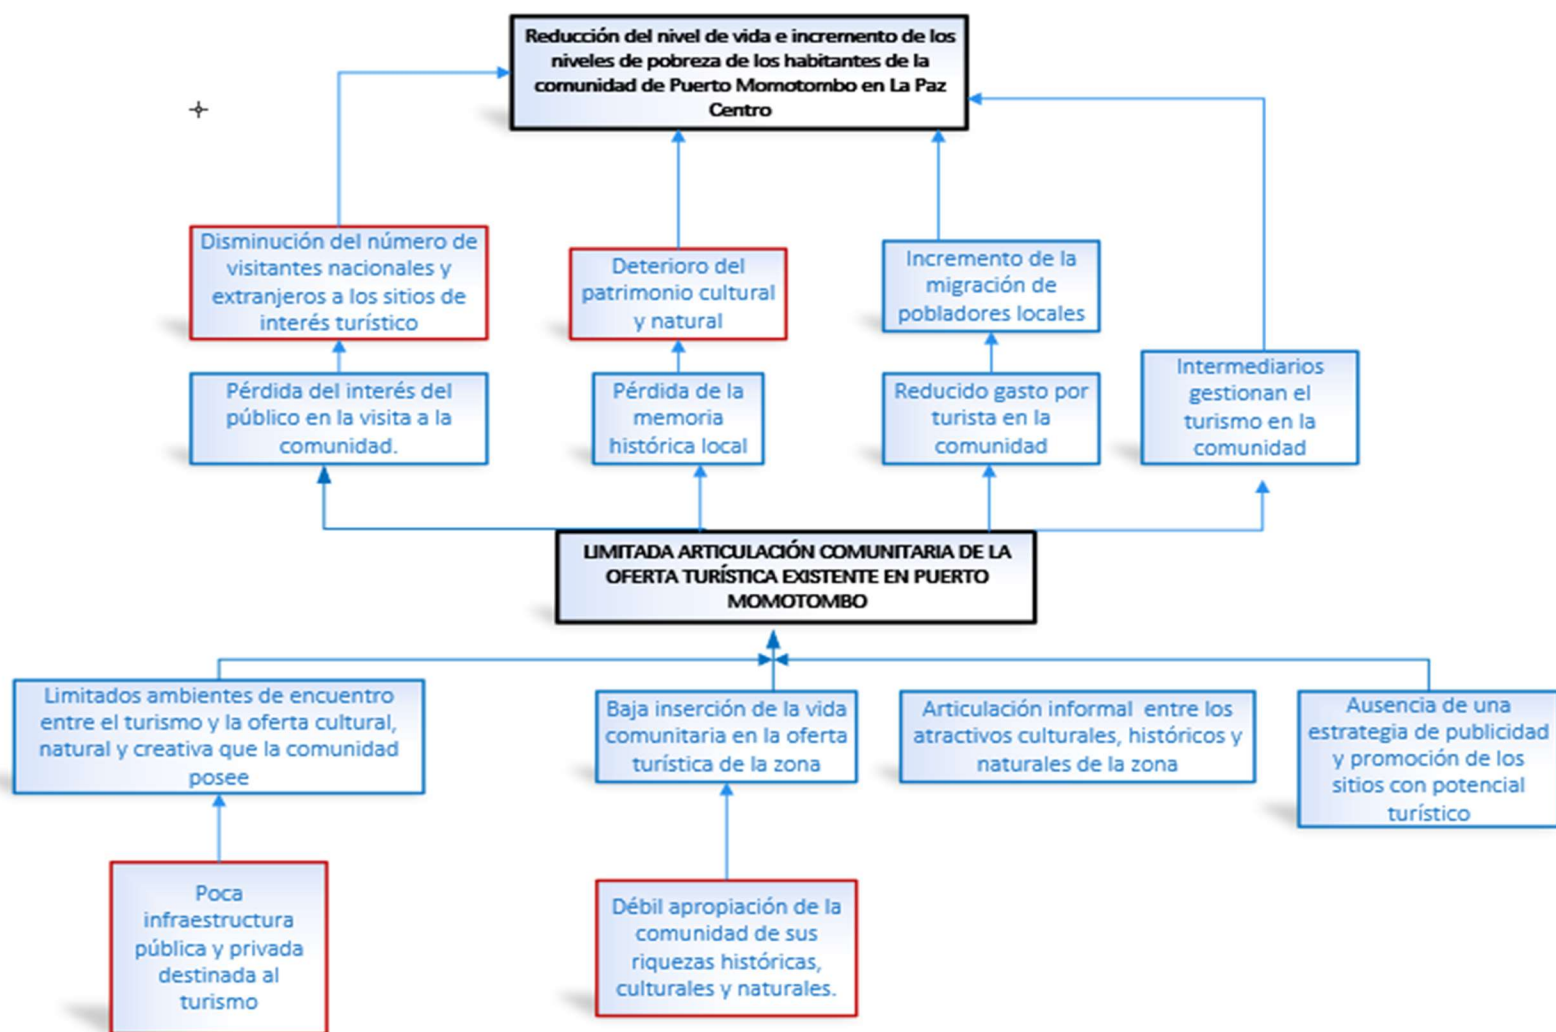 Reducción del nivel de vida e incremento de los
niveles de pobreza de los habitantes de la
comunidad de Puerto Momotombo en La Paz
Centro
Disminución del número de
visitantes nacionales y
extranjeros a los sitios de
interés turístico
Deterioro del
patrimonio cultural
y natural
Incremento de la
migración de
pobladores locales
Pérdida del interés del
público en la visita a la
comunidad.
Pérdida de la
memoria
histórica local
Reducido gasto por
turista en la
comunidad
Intermediarios
gestionan el
turismo en la
comunidad
LIMITADA ARTICULACIÓN COMUNITARIA DE LA
OFERTA TURÍSTICA EXISTENTE EN PUERTO
MOMOTOMBO
Limitados ambientes de encuentro
entre el turismo y la oferta cultural,
natural y creativa que la comunidad
posee
Baja inserción de la vida
comunitaria en la oferta
turística de la zona
Articulación informal entre los
atractivos culturales, históricos y
naturales de la zona
Ausencia de una
estrategia de publicidad
y promoción de los
sitios con potencial
turístico
Poca
infraestructura
pública y privada
destinada al
turismo
Débil apropiación de la
comunidad de sus
riquezas históricas,
culturales y naturales.